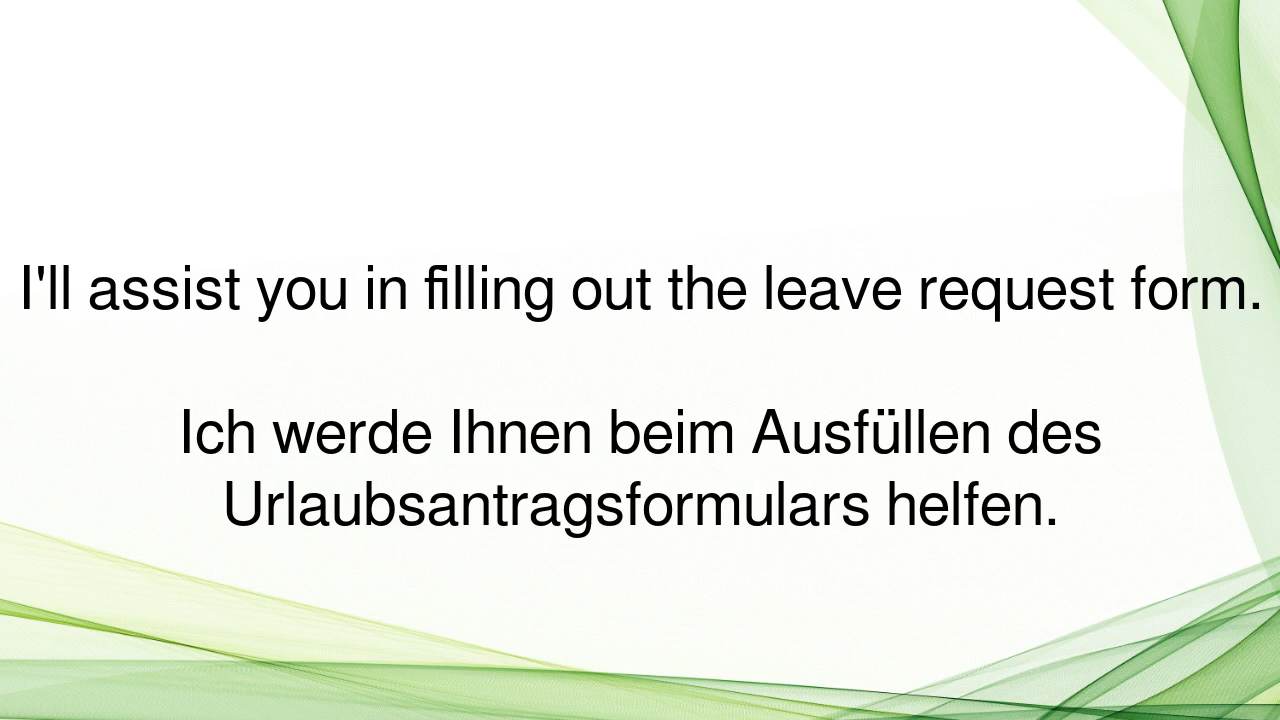 I'll assist you in filling out the leave request form.
Ich werde Ihnen beim Ausfüllen des
Urlaubsantragsformulars helfen.